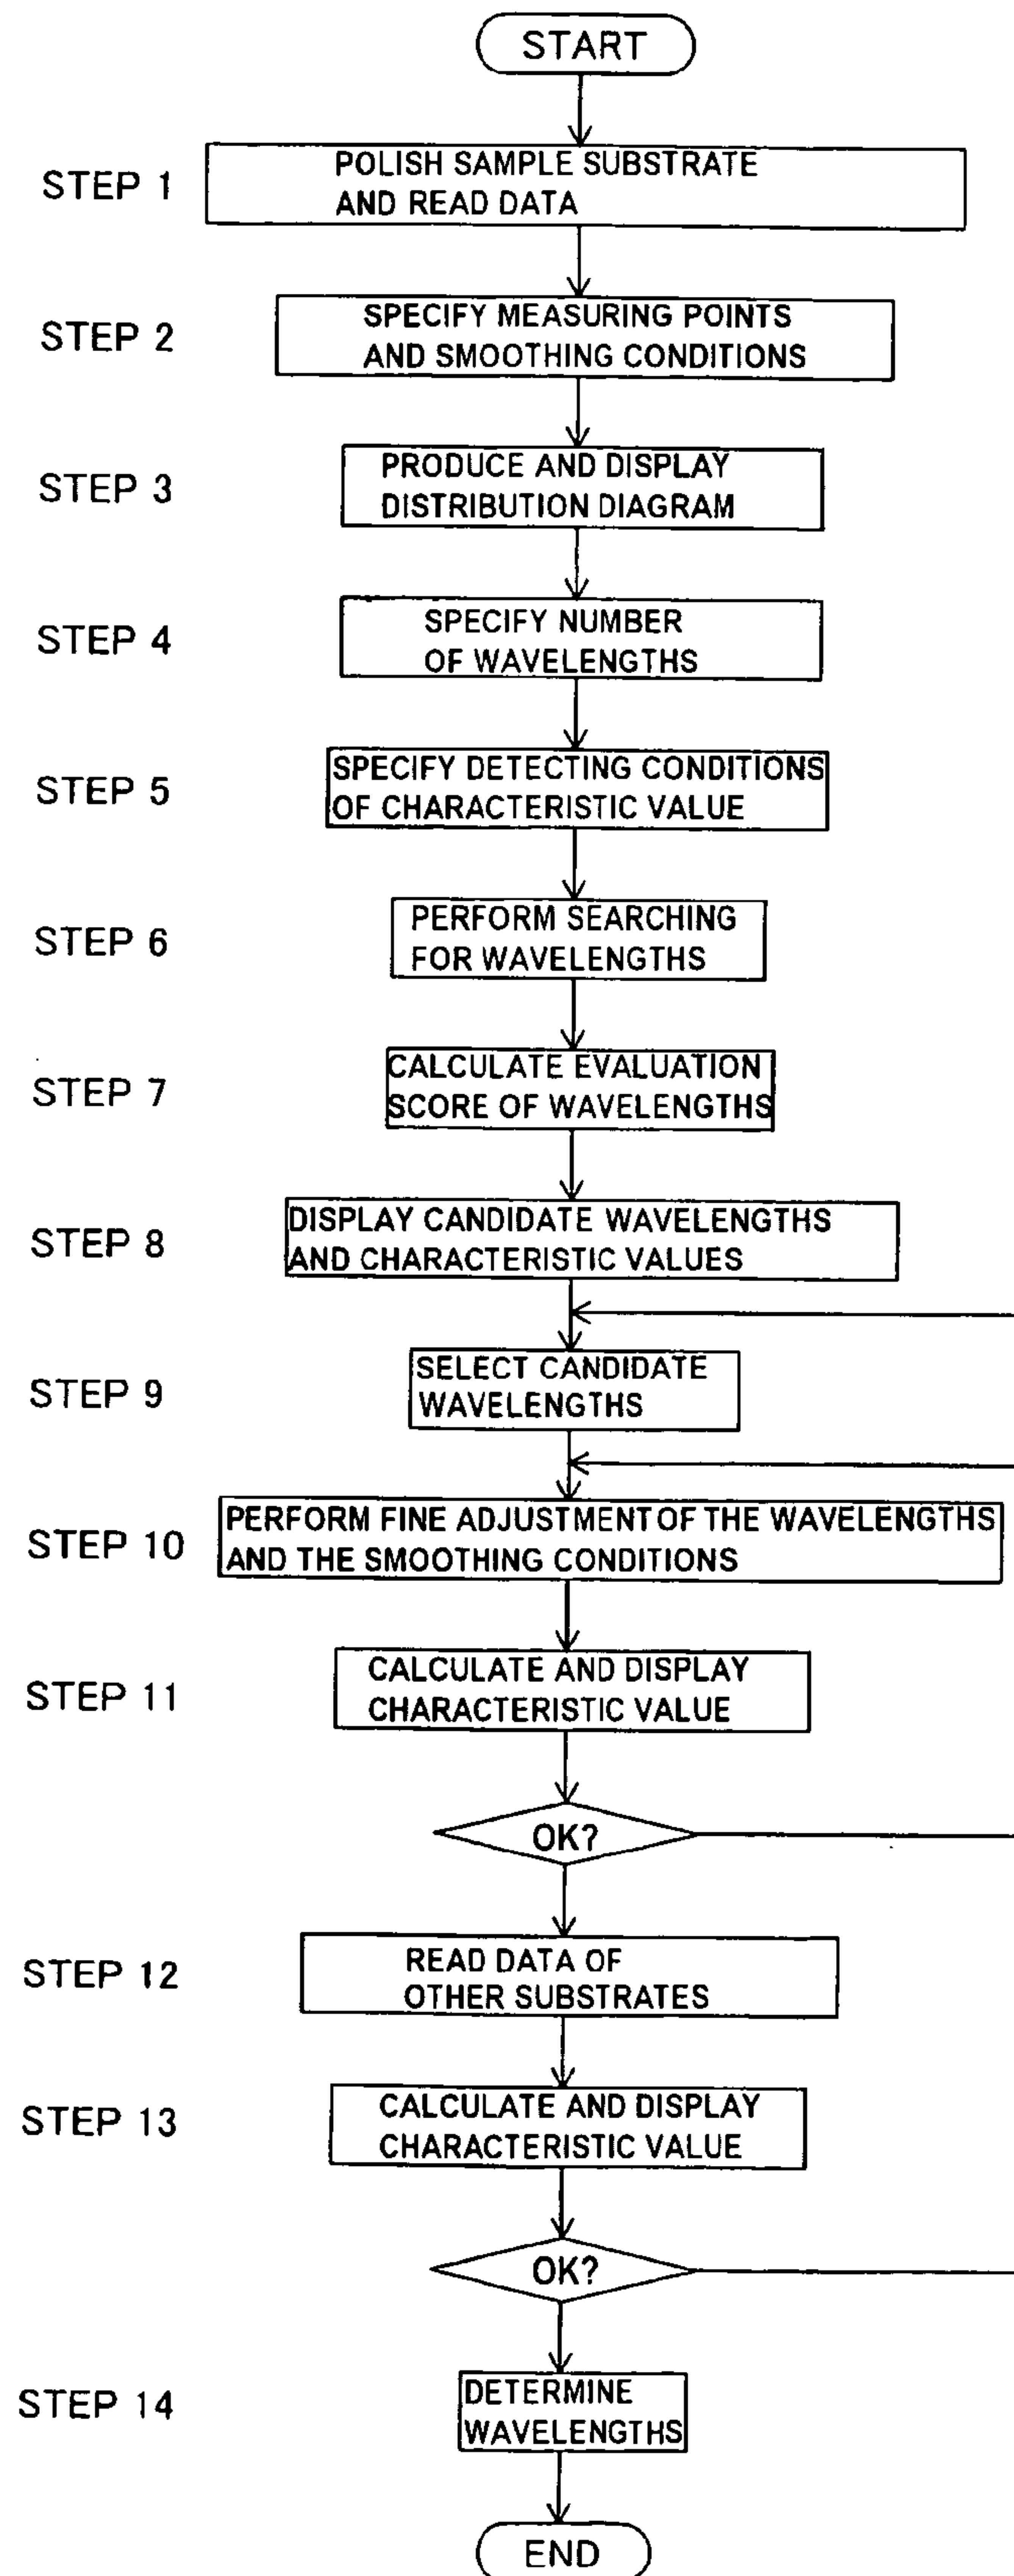 START
STEP 1
POLISH SAMPLE SUBSTRATE
AND READ DATA
STEP 2
SPECIFY MEASURING POINTS
AND SMOOTHING CONDITIONS
STEP 3
PRODUCE AND DISPLAY
DISTRIBUTION DIAGRAM
STEP 4
SPECIFY NUMBER
OF WAVELENGTHS
STEP 5
SPECIFY DETECTING CONDITIONS
OF CHARACTERISTIC VALUE
STEP 6
PERFORM SEARCHING
FOR WAVELENGTHS
STEP 7
CALCULATE EVALUATION
SCORE OF WAVELENGTHS
STEP 8
DISPLAY CANDIDATE WAVELENGTHS
AND CHARACTERISTIC VALUES
STEP 9
SELECT CANDIDATE
WAVELENGTHS
STEP 10
PERFORM FINE ADJUSTMENT OF THE WAVELENGTHS
AND THE SMOOTHING CONDITIONS
STEP 11
CALCULATE AND DISPLAY
CHARACTERISTIC VALUE
OK?
STEP 12
READ DATA OF
OTHER SUBSTRATES
STEP 13
CALCULATE AND DISPLAY
CHARACTERISTIC VALUE
OK?
STEP 14
DETERMINE
WAVELENGTHS
END